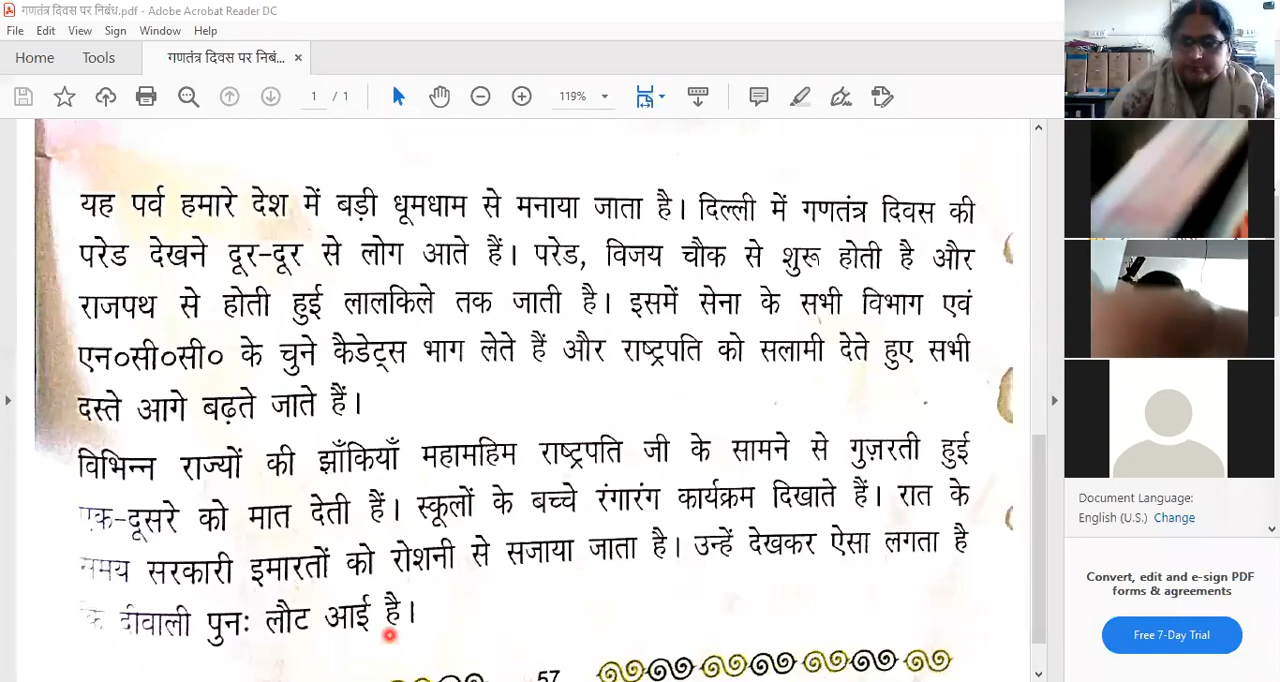 गणतंत्र दिवस पर निबंध.pdf - Adobe Acrobat Reader DC
File Edit View Sign Window Help
Home Tools गणतंत्र दिवस पर निबं... ×
1 / 1 119%
यह पर्व हमारे देश में बड़ी धूमधाम से मनाया जाता है। दिल्ली में गणतंत्र दिवस की
परेड देखने दूर-दूर से लोग आते हैं। परेड, विजय चौक से शुरू होती है और
राजपथ से होती हुई लालकिले तक जाती है। इसमें सेना के सभी विभाग एवं
एन०सी०सी० के चुने कैडेट्स भाग लेते हैं और राष्ट्रपति को सलामी देते हुए सभी
दस्ते आगे बढ़ते जाते हैं।
विभिन्न राज्यों की झाँकियाँ महामहिम राष्ट्रपति जी के सामने से गुज़रती हुई
एक-दूसरे को मात देती हैं। स्कूलों के बच्चे रंगारंग कार्यक्रम दिखाते हैं। रात के
समय सरकारी इमारतों को रोशनी से सजाया जाता है। उन्हें देखकर ऐसा लगता है
दीवाली पुनः लौट आई है।
57
Document Language:
English (U.S.) Change
Convert, edit and e-sign PDF
forms & agreements
Free 7-Day Trial